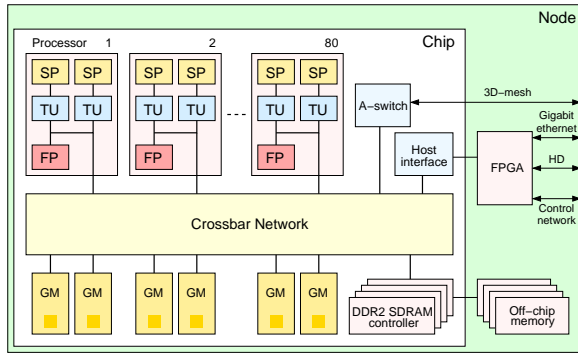 Node
Chip
Processor 1
2
80
SP SP
SP SP
SP SP
TU TU
TU TU
TU TU
FP
FP
FP
A−switch
3D−mesh
Host
interface
FPGA
Gigabit
ethernet
HD
Control
network
Crossbar Network
GM GM
GM GM
GM GM
DDR2 SDRAM
controller
Off−chip
memory